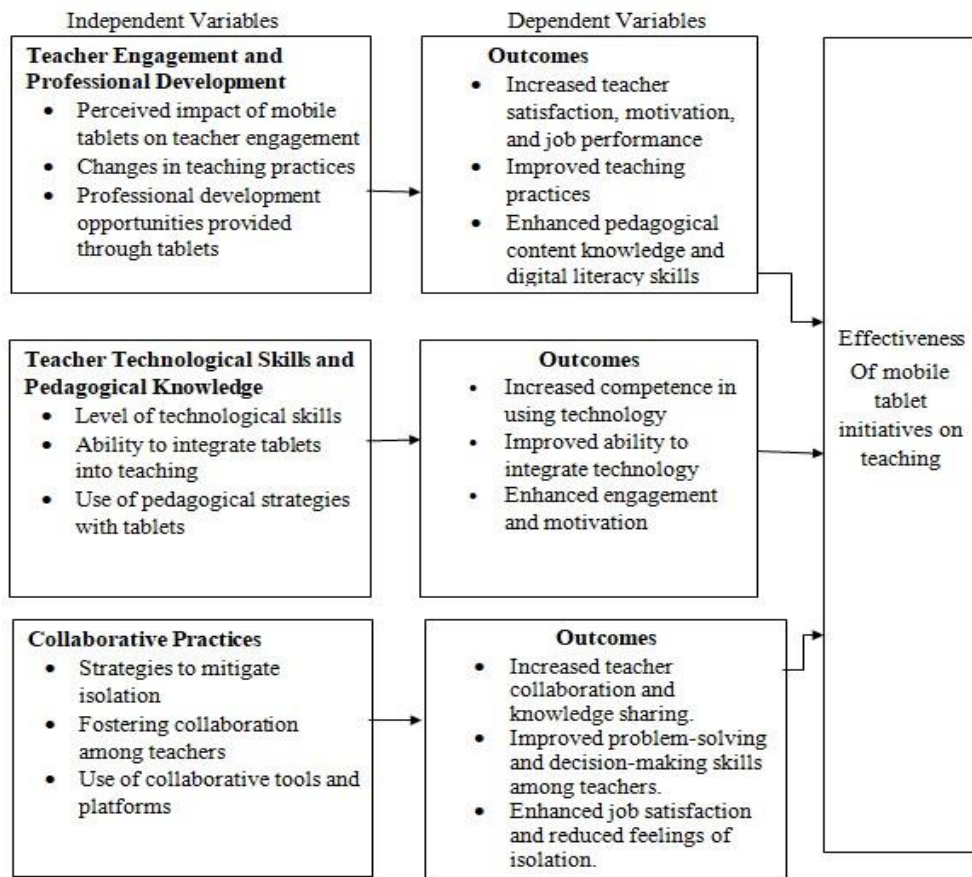 Independent Variables
Dependent Variables
Teacher Engagement and
Professional Development
• Perceived impact of mobile
tablets on teacher engagement
• Changes in teaching practices
• Professional development
opportunities provided
through tablets
Outcomes
• Increased teacher
satisfaction, motivation,
and job performance
• Improved teaching
practices
• Enhanced pedagogical
content knowledge and
digital literacy skills
Teacher Technological Skills and
Pedagogical Knowledge
• Level of technological skills
• Ability to integrate tablets
into teaching
• Use of pedagogical strategies
with tablets
Outcomes
• Increased competence in
using technology
• Improved ability to
integrate technology
• Enhanced engagement
and motivation
Collaborative Practices
• Strategies to mitigate
isolation
• Fostering collaboration
among teachers
• Use of collaborative tools and
platforms
Outcomes
• Increased teacher
collaboration and
knowledge sharing.
• Improved problem-solving
and decision-making skills
among teachers.
• Enhanced job satisfaction
and reduced feelings of
isolation.
Effectiveness
Of mobile
tablet
initiatives on
teaching